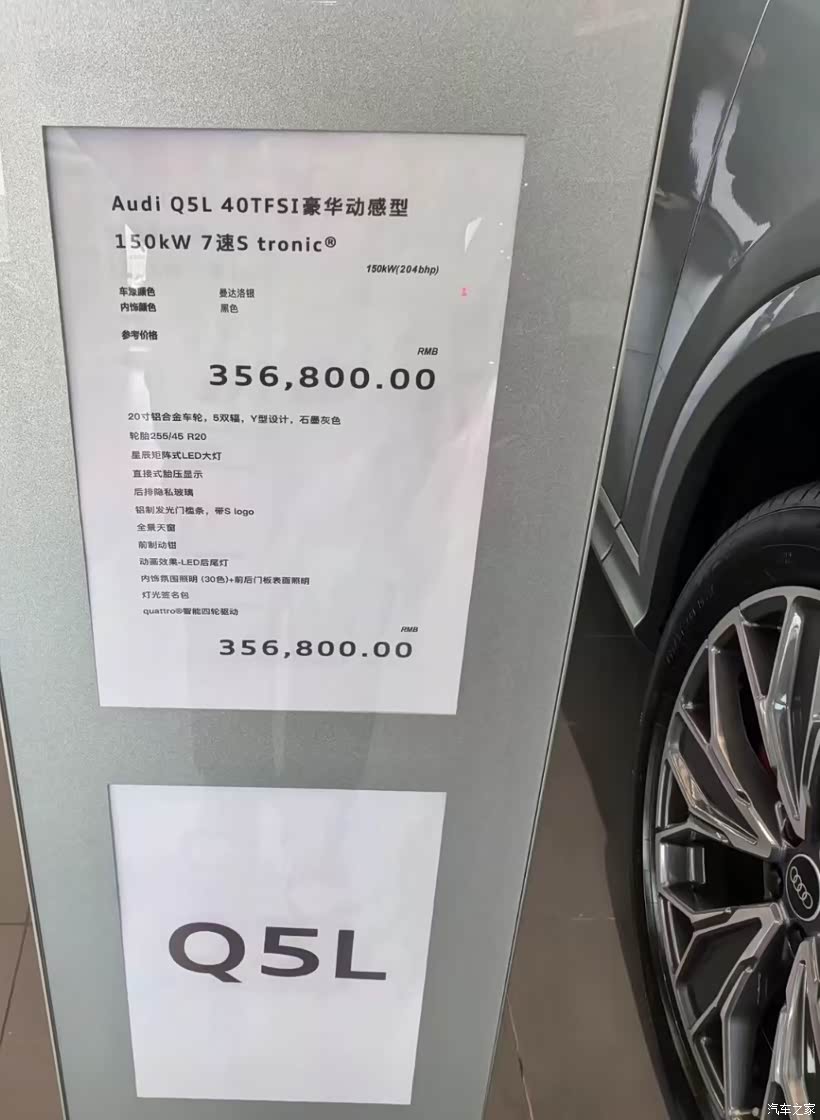 Audi Q5L 40TFSI豪华动感型
150kW 7速S tronic®
150kW(204bhp)
车漆颜色 曼达洛银
内饰颜色 黑色
参考价格
RMB
356,800.00
20寸铝合金车轮，5双辐，Y型设计，石墨灰色
轮胎255/45 R20
星辰矩阵式LED大灯
直接式胎压显示
后排隐私玻璃
铝制发光门槛条，带S logo
全景天窗
前制动钳
动画效果-LED后尾灯
内饰氛围照明 (30色)+前后门板表面照明
灯光签名包
quattro®智能四轮驱动
RMB
356,800.00
Q5L
汽车之家